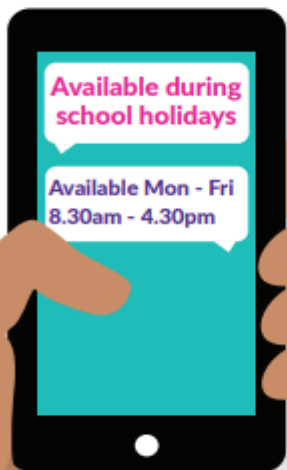 Available during
school holidays
Available Mon - Fri
8.30am - 4.30pm